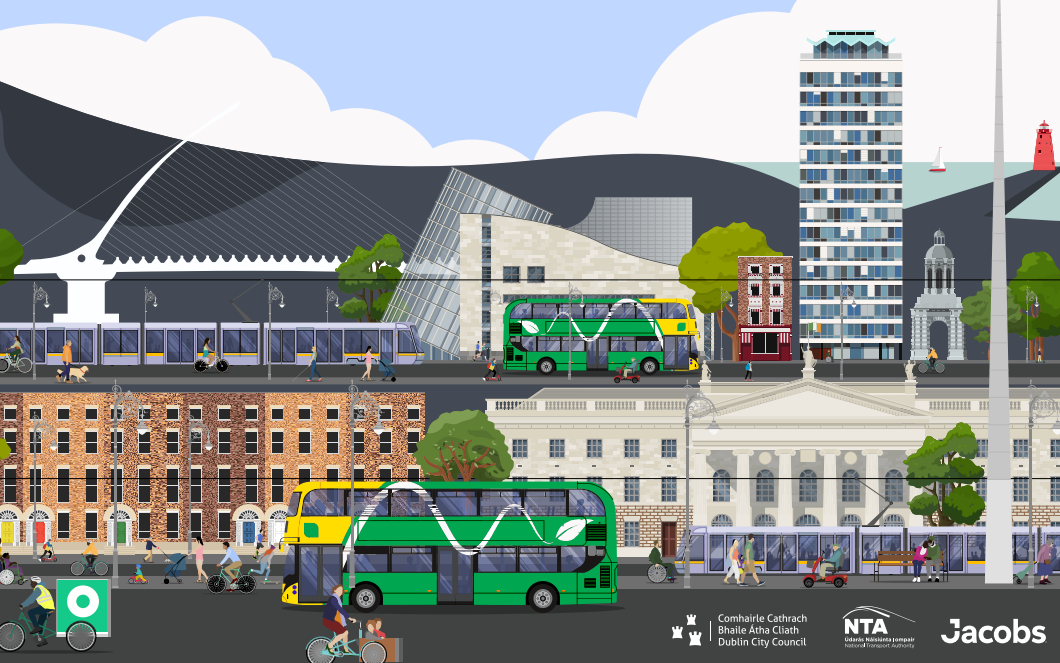 Comhairle Cathrach
Bhaile Átha Cliath
Dublin City Council
NTA
Údarás Náisiúnta Iompair
National Transport Authority
Jacobs